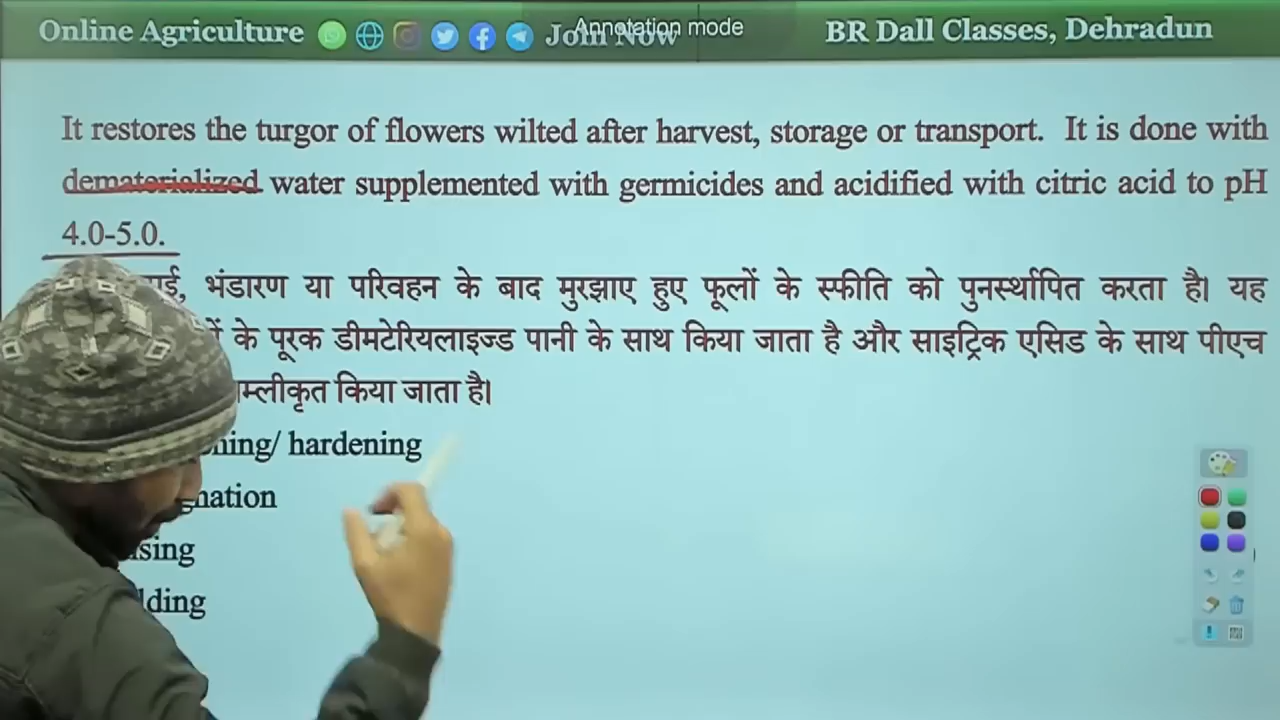 Online Agriculture Join Now Annotation mode BR Dall Classes, Dehradun
It restores the turgor of flowers wilted after harvest, storage or transport. It is done with
dematerialized water supplemented with germicides and acidified with citric acid to pH
4.0-5.0.
भंडारण या परिवहन के बाद मुरझाए हुए फूलों के स्फीति को पुनर्स्थापित करता है। यह
के पूरक डीमटेरियलाइज्ड पानी के साथ किया जाता है और साइट्रिक एसिड के साथ पीएच
किया जाता है।
hardening